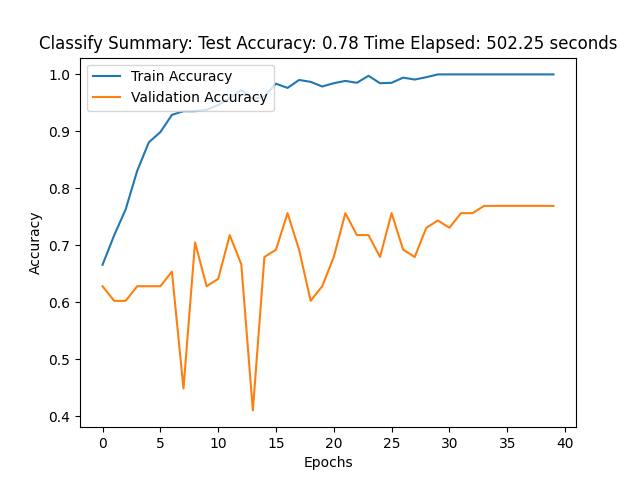 Classify Summary: Test Accuracy: 0.78 Time Elapsed: 502.25 seconds
Train Accuracy
Validation Accuracy
1.0
0.9
0.8
0.7
0.6
0.5
0.4
Accuracy
0 5 10 15 20 25 30 35 40
Epochs